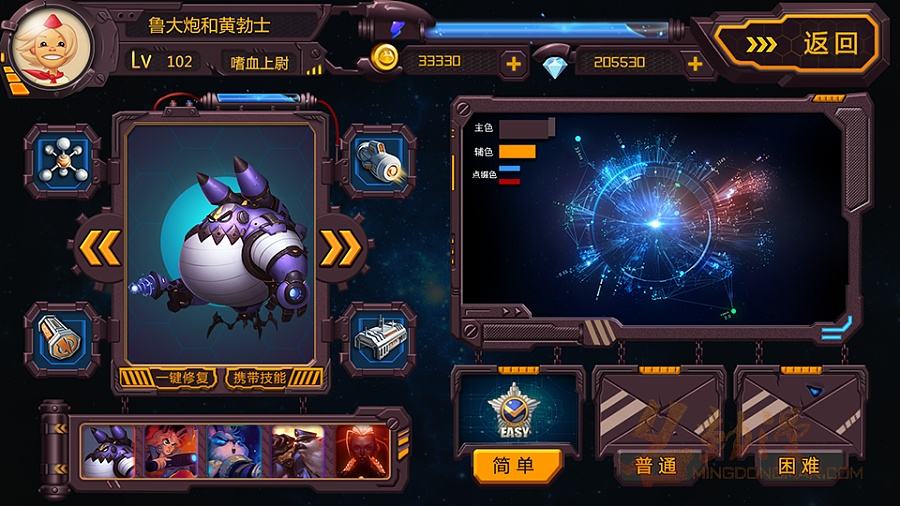 鲁大炮和黄勃士
Lv 102 嗜血上尉
33330
205530
返回
主色
辅色
点缀色
一键修复
携带技能
EASY
简单
普通
困难
MINGDONGMAN.COM